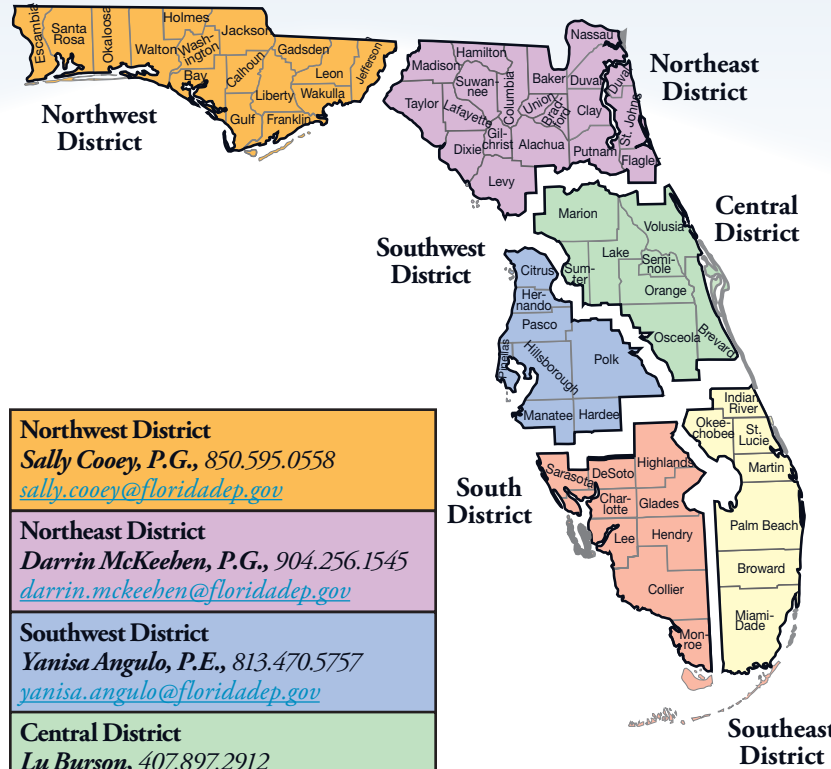 Escambia
Santa
Rosa
Okaloosa
Holmes
Walton
Wash-
ington
Jackson
Bay
Calhoun
Gadsden
Leon
Jefferson
Liberty
Wakulla
Gulf
Franklin
Northwest
District
Nassau
Hamilton
Madison
Suwan-
nee
Columbia
Baker
Duval
Duval
Taylor
Lafayette
Union
Brad-
ford
Clay
St. Johns
Gil-
christ
Dixie
Alachua
Putnam
Flagler
Levy
Northeast
District
Marion
Volusia
Lake
Sum-
ter
Semi-
nole
Orange
Osceola
Brevard
Central
District
Southwest
District
Citrus
Her-
nando
Pasco
Pinellas
Hillsborough
Polk
Manatee
Hardee
Indian
River
Okee-
chobee
St.
Lucie
Martin
Palm Beach
Broward
Miami-
Dade
Southeast
District
South
District
Sarasota
DeSoto
Highlands
Char-
lotte
Glades
Lee
Hendry
Collier
Mon-
roe
Northwest District
Sally Cooey, P.G., 850.595.0558
sally.cooey@floridadep.gov
Northeast District
Darrin McKeehen, P.G., 904.256.1545
darrin.mckeehen@floridadep.gov
Southwest District
Yanisa Angulo, P.E., 813.470.5757
yanisa.angulo@floridadep.gov
Central District
Lu Burson, 407.897.2912